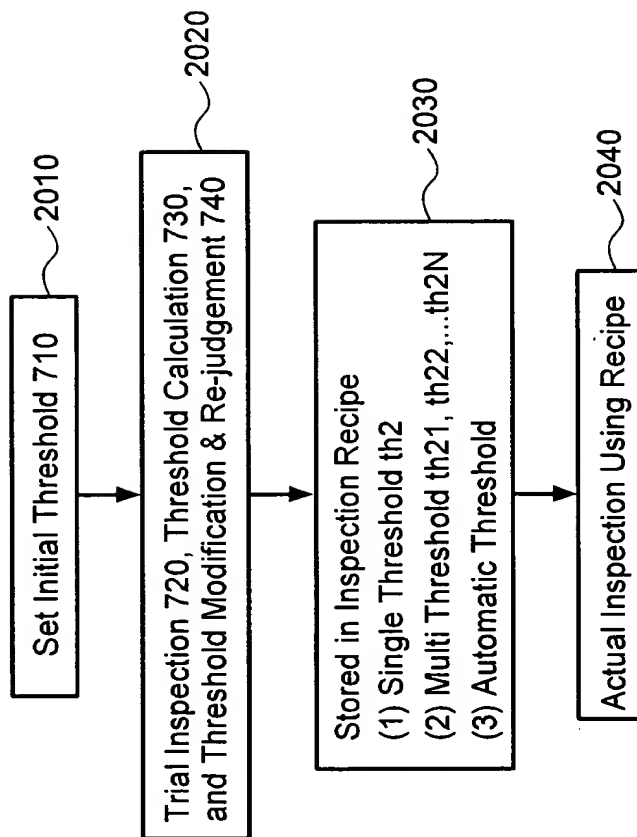 Set Initial Threshold 710
2010
Trial Inspection 720, Threshold Calculation 730,
and Threshold Modification & Re-judgement 740
2020
Stored in Inspection Recipe
(1) Single Threshold th2
(2) Multi Threshold th21, th22,...th2N
(3) Automatic Threshold
2030
Actual Inspection Using Recipe
2040